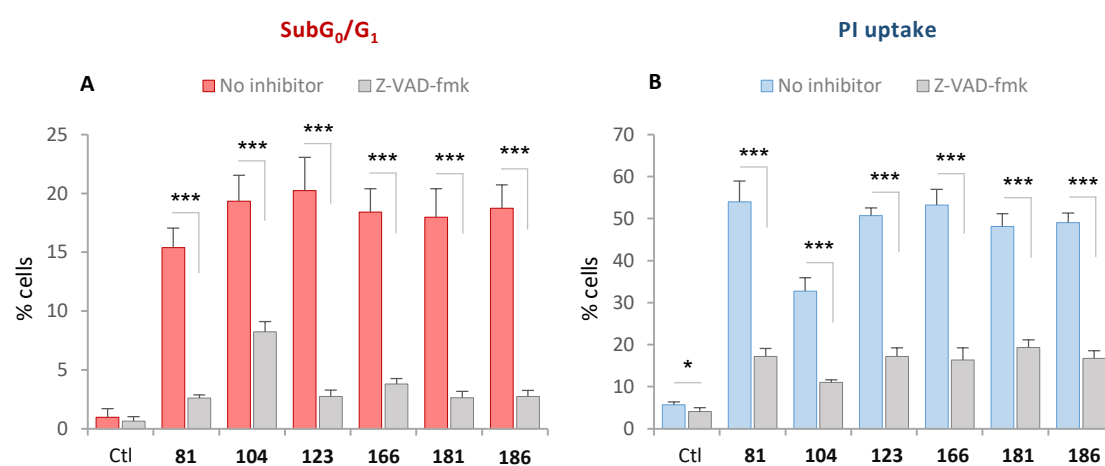 SubG₀/G₁
PI uptake
A
No inhibitor
Z-VAD-fmk
B
No inhibitor
Z-VAD-fmk
% cells
25
20
15
10
5
0
***
***
***
***
***
***
Ctl 81 104 123 166 181 186
% cells
70
60
50
40
30
20
10
0
*
***
***
***
***
***
***
Ctl 81 104 123 166 181 186